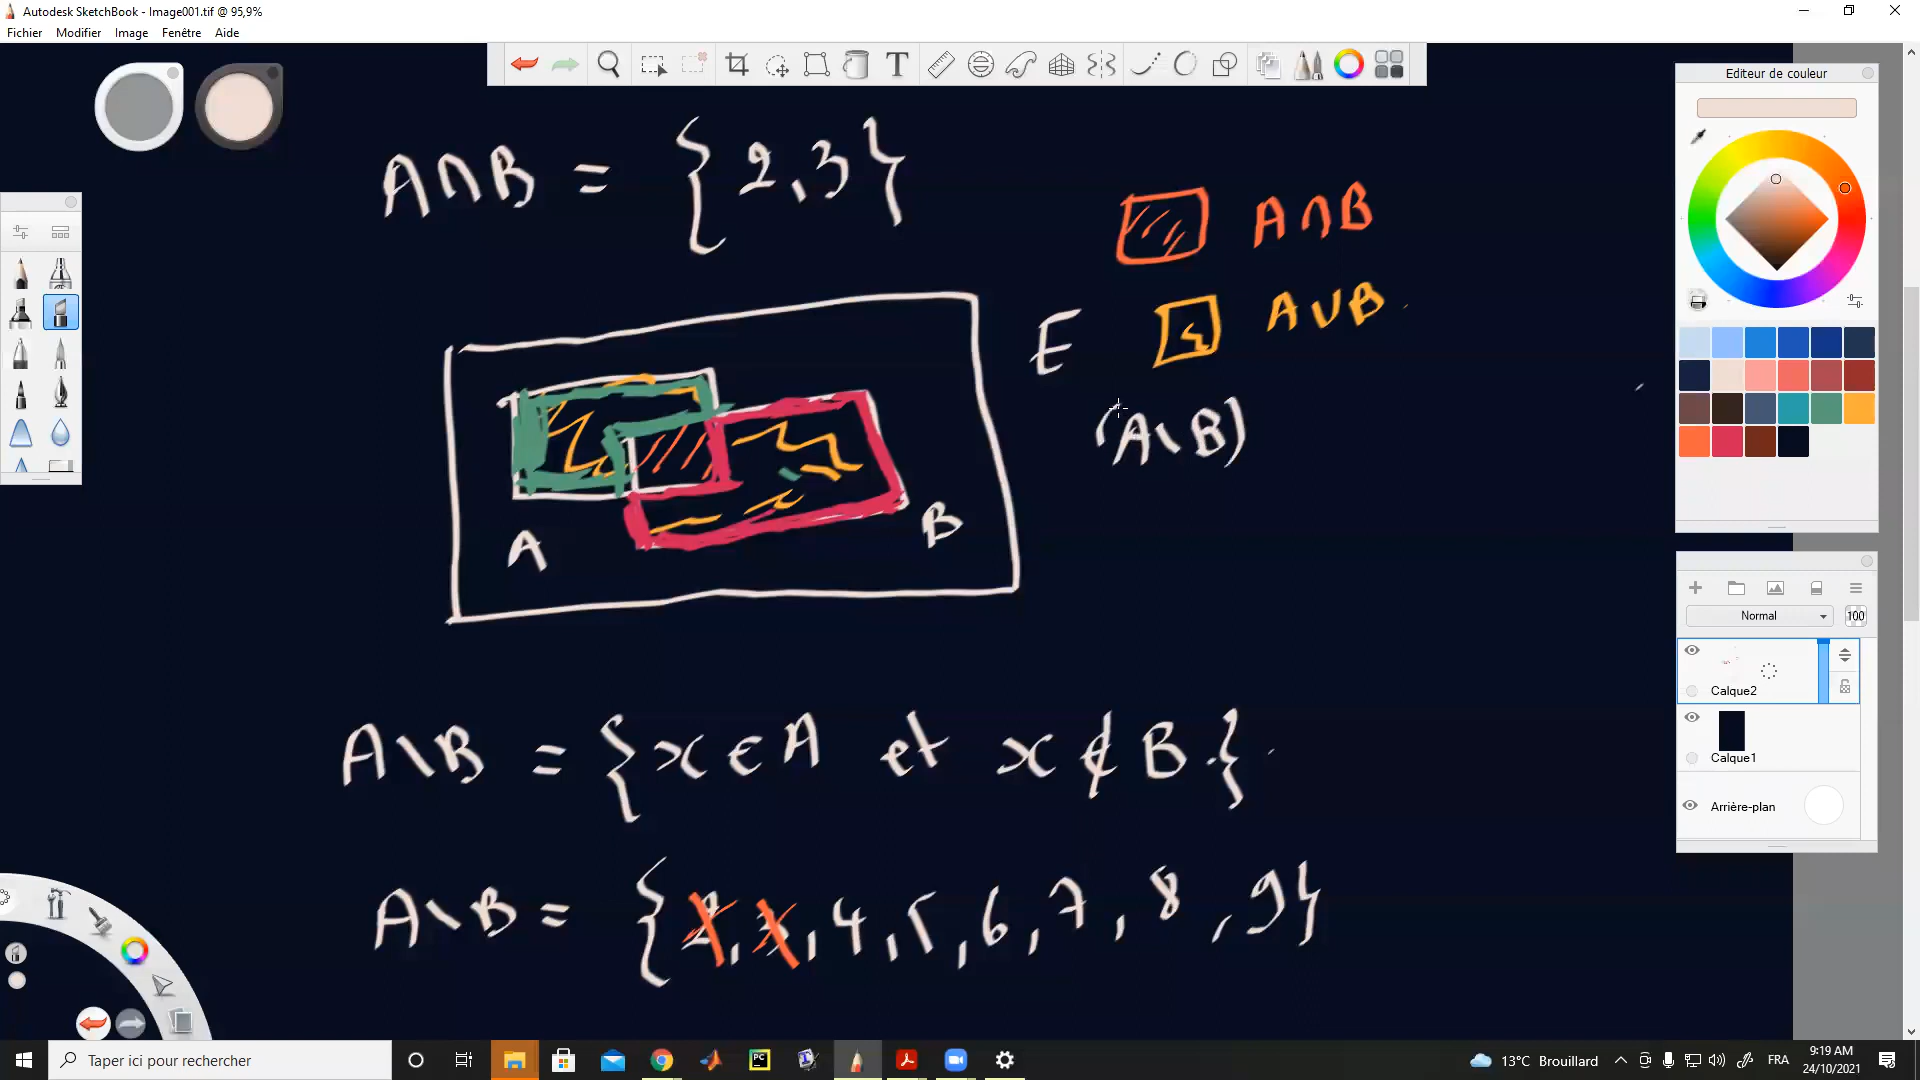 Autodesk SketchBook - Image001.tif @ 95,9%
Fichier Modifier Image Fenêtre Aide
Editeur de couleur
A∩B = {2,3}
A∩B
A∪B
E
(A\B)
A
B
A\B = {x∈A et x∉B}
A\B = {2,3,4,5,6,7,8,9}
Normal 100
Calque2
Calque1
Arrière-plan
Taper ici pour rechercher
PC
13°C Brouillard
FRA
9:19 AM
24/10/2021